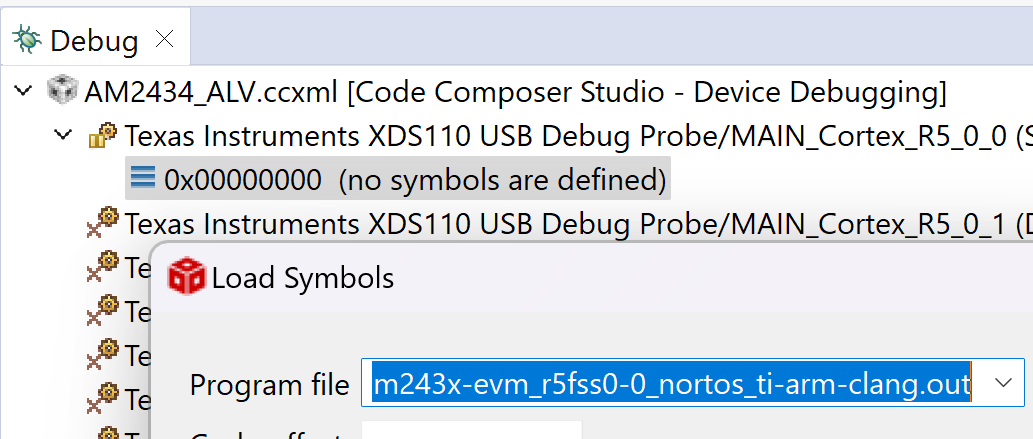 Debug
AM2434_ALV.ccxml [Code Composer Studio - Device Debugging]
Texas Instruments XDS110 USB Debug Probe/MAIN_Cortex_R5_0_0 (S
0x00000000 (no symbols are defined)
Texas Instruments XDS110 USB Debug Probe/MAIN_Cortex_R5_0_1 (D
Te
Load Symbols
Te
Te
Program file m243x-evm_r5fss0-0_nortos_ti-arm-clang.out
Te